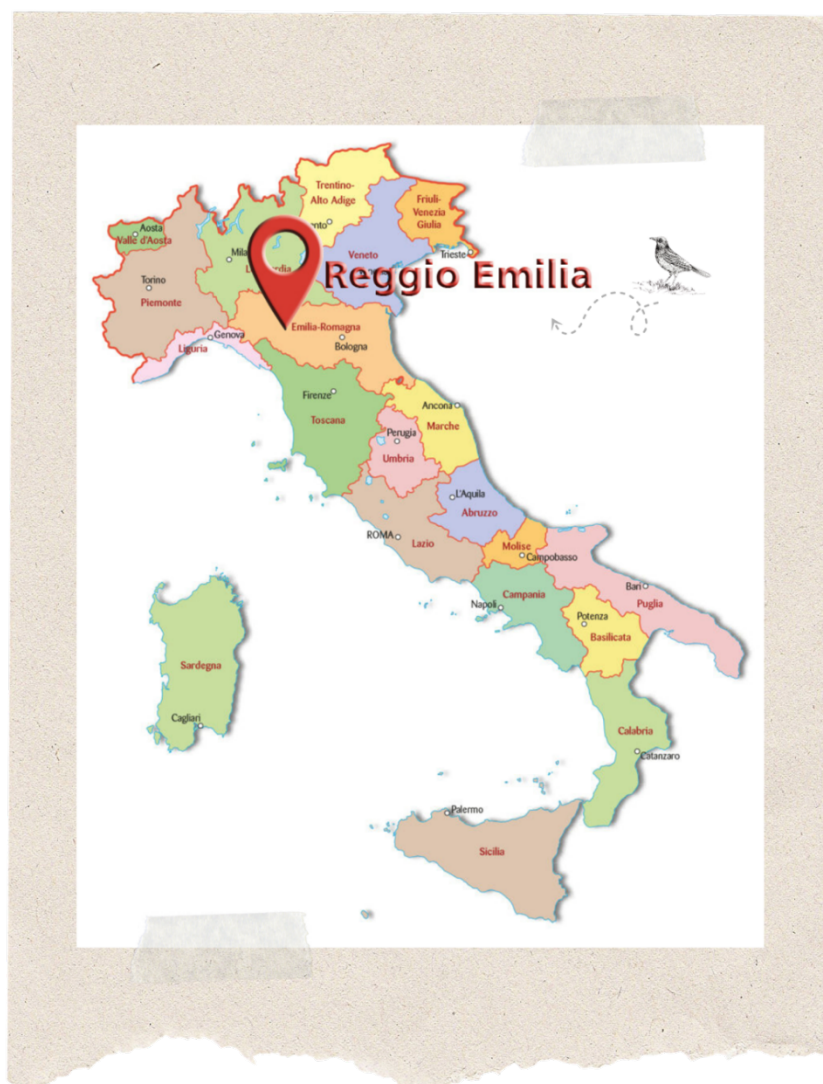 Trentino-
Alto Adige
Friuli-
Venezia
Giulia
Aosta
Valle d'Aosta
Veneto
Trieste
Reggio Emilia
Torino
Piemonte
Emilia-Romagna
Genova
Bologna
Liguria
Firenze
Toscana
Ancona
Marche
Perugia
Umbria
L'Aquila
Abruzzo
ROMA
Lazio
Molise
Campobasso
Campania
Napoli
Bari
Puglia
Potenza
Basilicata
Sardegna
Cagliari
Calabria
Catanzaro
Palermo
Sicilia